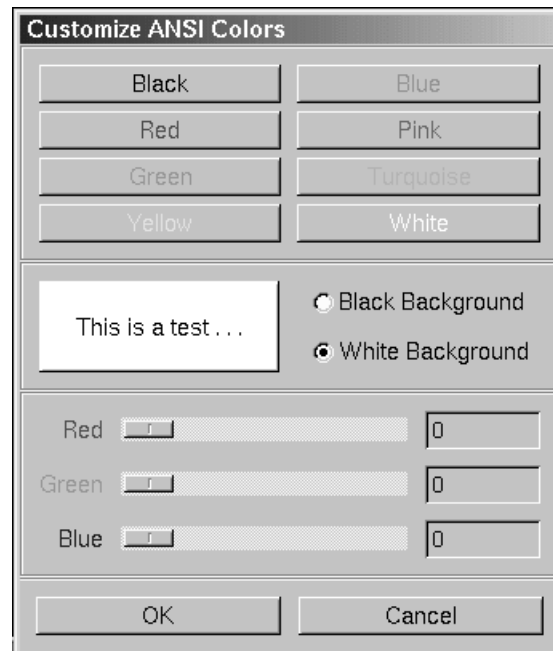 Customize ANSI Colors
Black
Blue
Red
Pink
Green
Turquoise
Yellow
White
This is a test . . .
Black Background
White Background
Red
0
Green
0
Blue
0
OK
Cancel